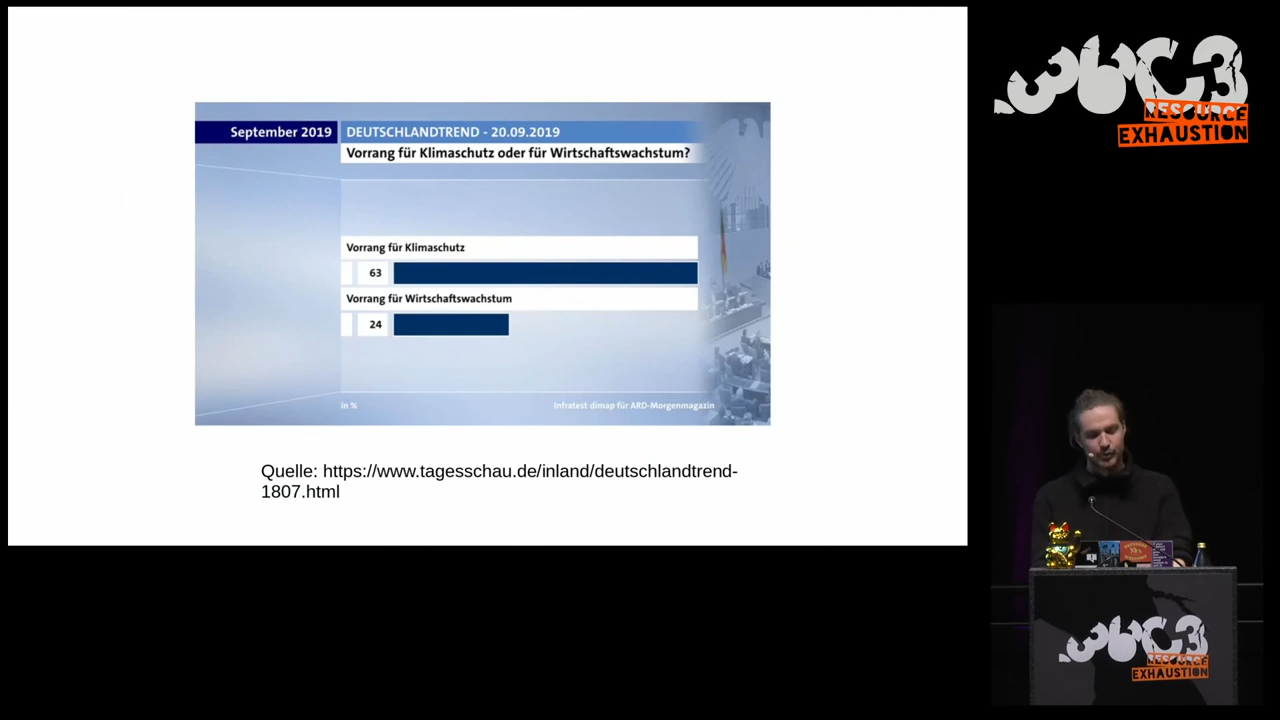 September 2019
DEUTSCHLANDTREND - 20.09.2019
Vorrang für Klimaschutz oder für Wirtschaftswachstum?
Vorrang für Klimaschutz
63
Vorrang für Wirtschaftswachstum
24
in %
Infratest dimap für ARD-Morgenmagazin
Quelle: https://www.tagesschau.de/inland/deutschlandtrend-
1807.html
36C3
RESOURCE
EXHAUSTION
36C3
RESOURCE
EXHAUSTION